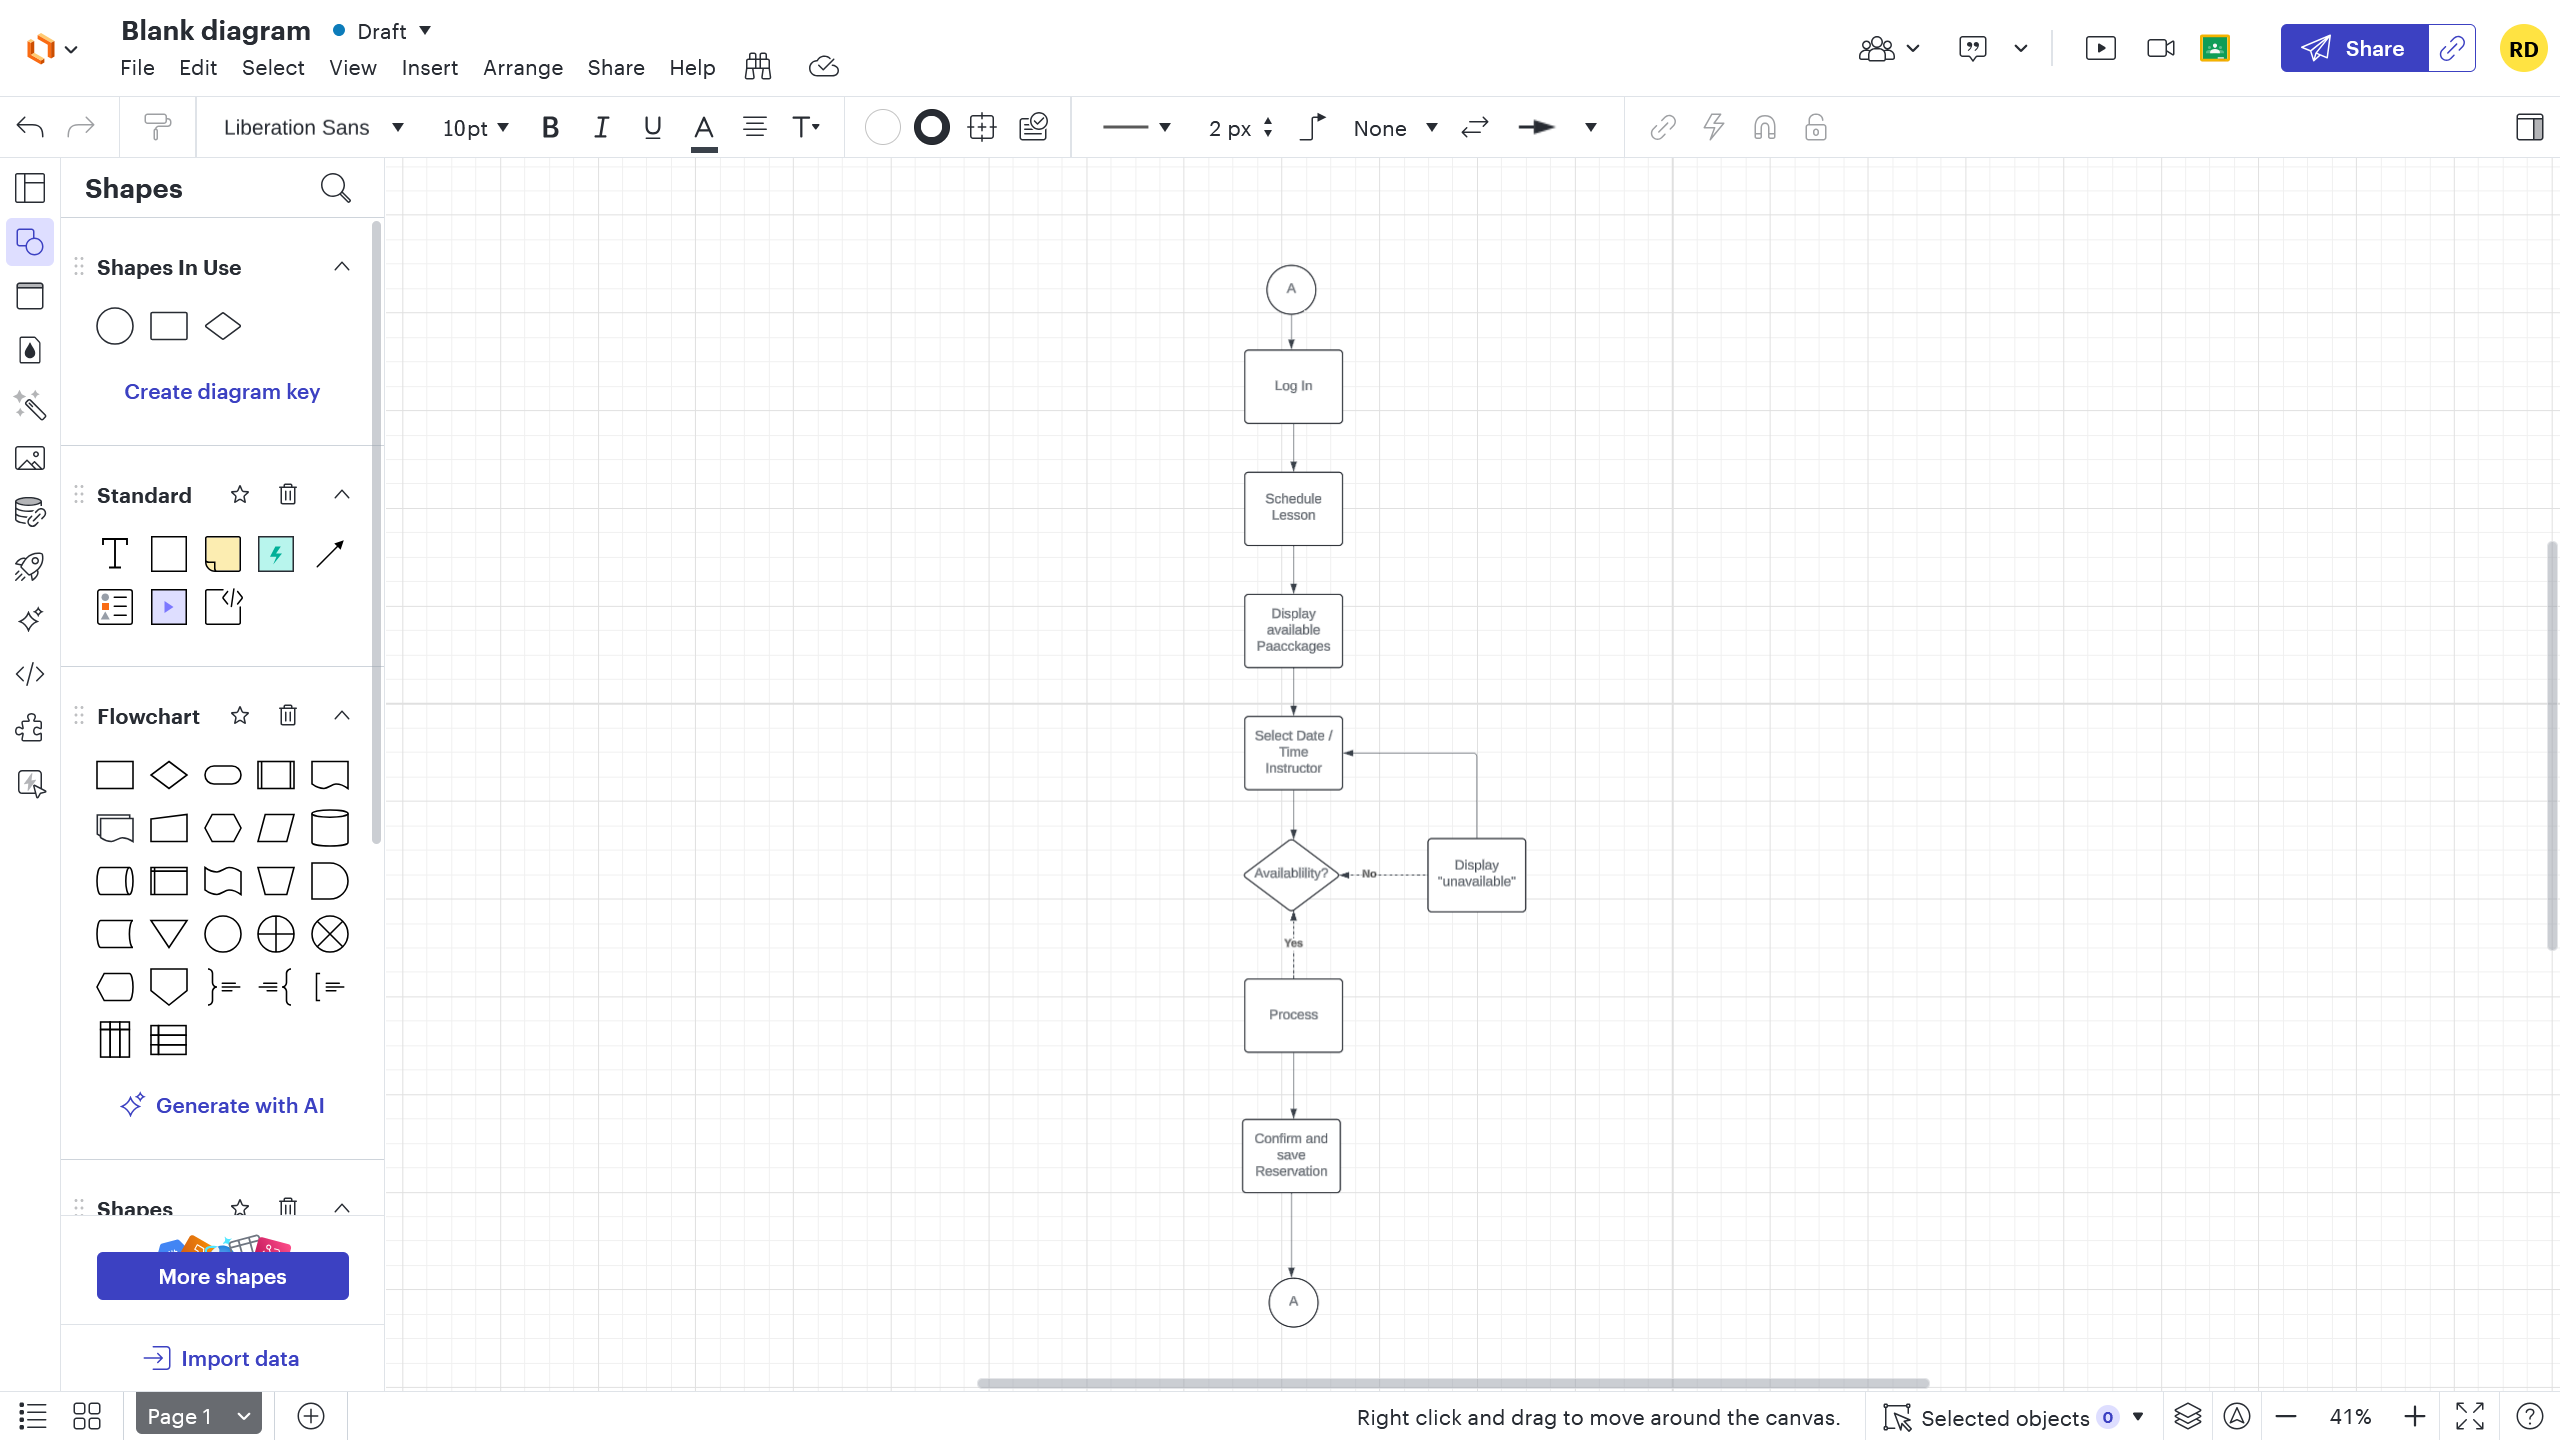 Blank diagram
Draft
File Edit Select View Insert Arrange Share Help
Share
RD
Liberation Sans
10pt
B I U A T
2 px
None
Shapes
Shapes In Use
Create diagram key
Standard
T
Flowchart
Generate with AI
Shapes
More shapes
Import data
A
Log In
Schedule
Lesson
Display
available
Paacckages
Select Date /
Time
Instructor
Availablility?
No
Display
"unavailable"
Yes
Process
Confirm and
save
Reservation
A
Page 1
Right click and drag to move around the canvas.
Selected objects 0
41%